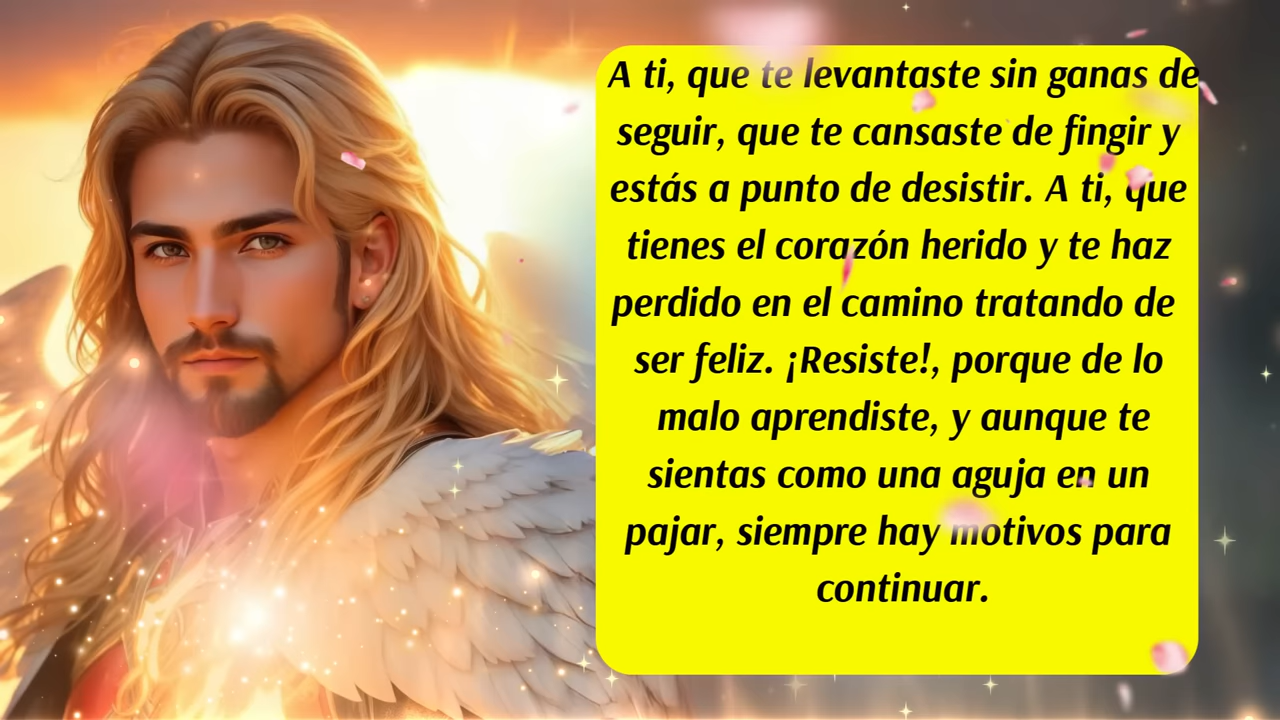 A ti, que te levantaste sin ganas de
seguir, que te cansaste de fingir y
estás a punto de desistir. A ti, que
tienes el corazón herido y te haz
perdido en el camino tratando de
ser feliz. ¡Resiste!, porque de lo
malo aprendiste, y aunque te
sientas como una aguja en un
pajar, siempre hay motivos para
continuar.